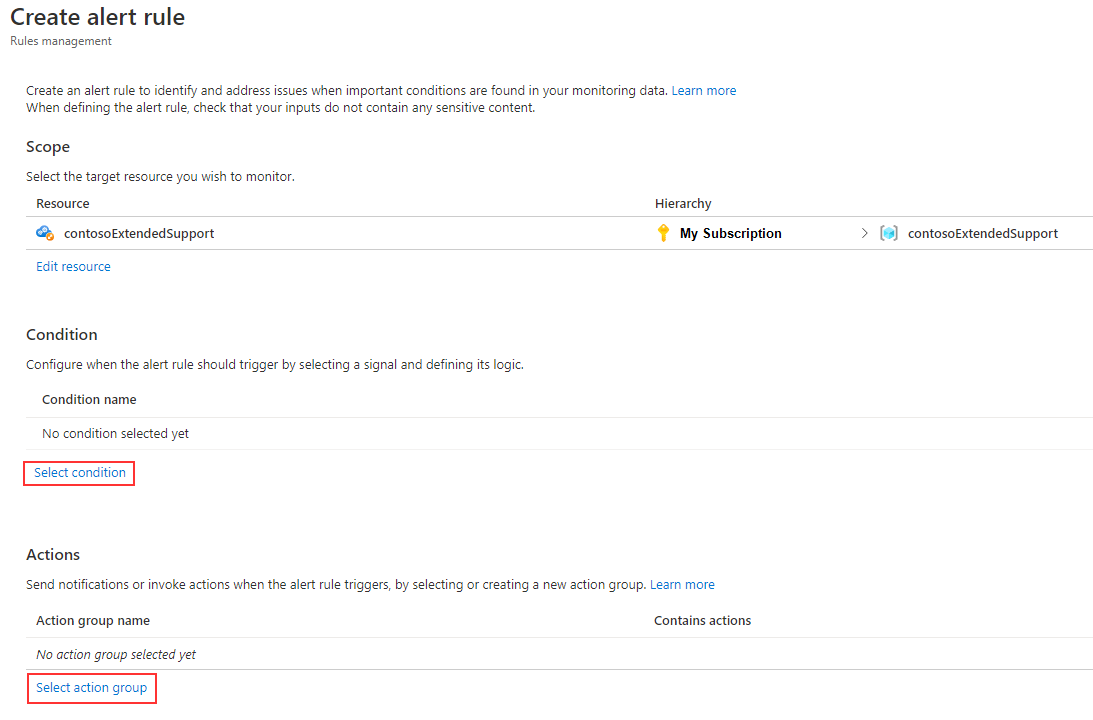 Create alert rule
Rules management
Create an alert rule to identify and address issues when important conditions are found in your monitoring data. Learn more
When defining the alert rule, check that your inputs do not contain any sensitive content.
Scope
Select the target resource you wish to monitor.
Resource Hierarchy
contosoExtendedSupport My Subscription > contosoExtendedSupport
Edit resource
Condition
Configure when the alert rule should trigger by selecting a signal and defining its logic.
Condition name
No condition selected yet
Select condition
Actions
Send notifications or invoke actions when the alert rule triggers, by selecting or creating a new action group. Learn more
Action group name Contains actions
No action group selected yet
Select action group